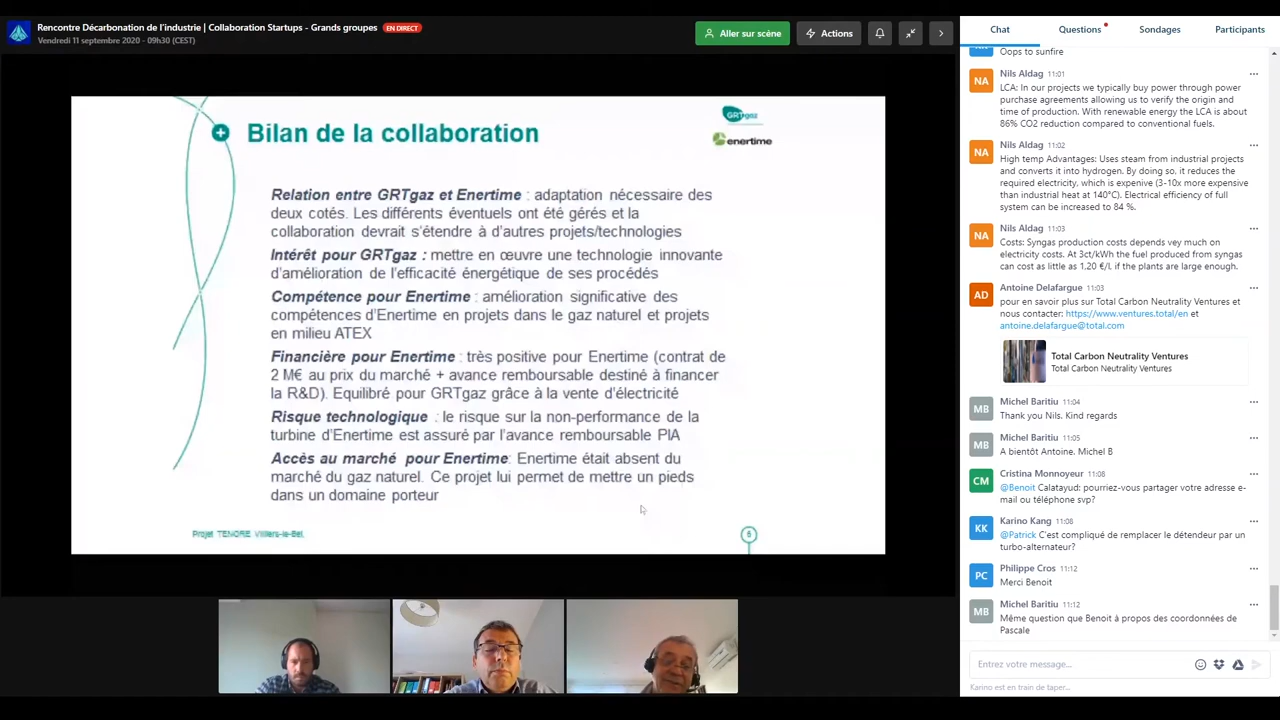 Rencontre Décarbonation de l'industrie | Collaboration Startups - Grands groupes
EN DIRECT
Vendredi 11 septembre 2020 - 09h30 (CEST)
Aller sur scène
Actions
Chat
Questions
Sondages
Participants
Bilan de la collaboration
GRTgaz
enertime
Relation entre GRTgaz et Enertime : adaptation nécessaire des
deux cotés. Les différents éventuels ont été gérés et la
collaboration devrait s'étendre à d'autres projets/technologies
Intérêt pour GRTgaz : mettre en œuvre une technologie innovante
d'amélioration de l'efficacité énergétique de ses procédés
Compétence pour Enertime : amélioration significative des
compétences d'Enertime en projets dans le gaz naturel et projets
en milieu ATEX
Financière pour Enertime : très positive pour Enertime (contrat de
2 M€ au prix du marché + avance remboursable destiné à financer
la R&D). Equilibré pour GRTgaz grâce à la vente d'électricité
Risque technologique : le risque sur la non-performance de la
turbine d'Enertime est assuré par l'avance remboursable PIA
Accès au marché pour Enertime: Enertime était absent du
marché du gaz naturel. Ce projet lui permet de mettre un pieds
dans un domaine porteur
Projet TENORE Villiers-le-Bel,
6
Oops to sunfire
NA
Nils Aldag 11:01
LCA: In our projects we typically buy power through power
purchase agreements allowing us to verify the origin and
time of production. With renewable energy the LCA is about
86% CO2 reduction compared to conventional fuels.
NA
Nils Aldag 11:02
High temp Advantages: Uses steam from industrial projects
and converts it into hydrogen. By doing so, it reduces the
required electricity, which is expenive (3-10x more expensive
than industrial heat at 140°C). Electrical efficiency of full
system can be increased to 84 %.
NA
Nils Aldag 11:03
Costs: Syngas production costs depends vey much on
electricity costs. At 3ct/kWh the fuel produced from syngas
can cost as little as 1,20 €/l, if the plants are large enough.
AD
Antoine Delafargue 11:03
pour en savoir plus sur Total Carbon Neutrality Ventures et
nous contacter: https://www.ventures.total/en et
antoine.delafargue@total.com
Total Carbon Neutrality Ventures
Total Carbon Neutrality Ventures
MB
Michel Baritiu 11:04
Thank you Nils. Kind regards
MB
Michel Baritiu 11:05
A bientôt Antoine. Michel B
CM
Cristina Monnoyeur 11:08
@Benoit Calatayud: pourriez-vous partager votre adresse e-
mail ou téléphone svp?
KK
Karino Kang 11:08
@Patrick C'est compliqué de remplacer le détendeur par un
turbo-alternateur?
PC
Philippe Cros 11:12
Merci Benoit
MB
Michel Baritiu 11:12
Même question que Benoit à propos des coordonnées de
Pascale
Entrez votre message...
Karino est en train de taper...